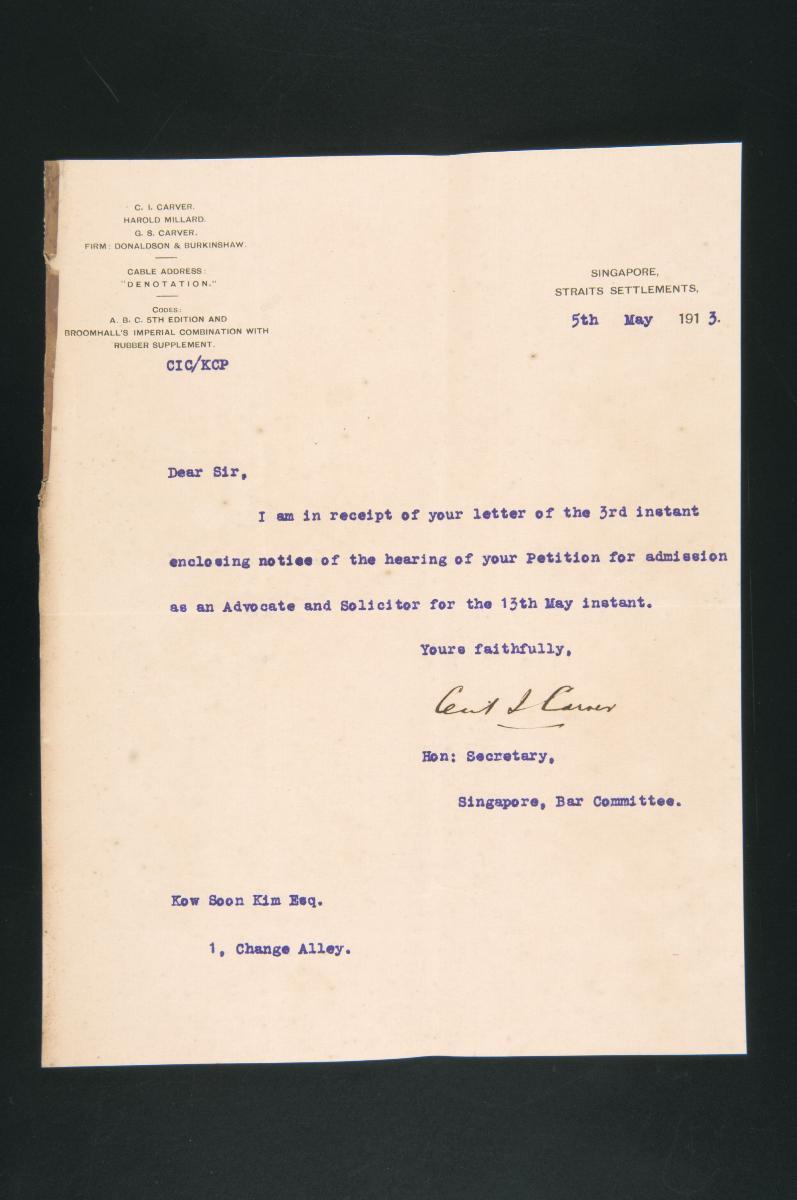 C. I. CARVER.
HAROLD MILLARD.
G. S. CARVER.
FIRM: DONALDSON & BURKINSHAW.
CABLE ADDRESS:
"DENOTATION."
CODES:
A. B. C. 5TH EDITION AND
BROOMHALL'S IMPERIAL COMBINATION WITH
RUBBER SUPPLEMENT.
CIC/KCP
SINGAPORE,
STRAITS SETTLEMENTS,
5th May 1913.
Dear Sir,
I am in receipt of your letter of the 3rd instant
enclosing notice of the hearing of your Petition for admission
as an Advocate and Solicitor for the 13th May instant.
Yours faithfully,
Cecil I Carver
Hon: Secretary,
Singapore, Bar Committee.
Kow Soon Kim Esq.
1, Change Alley.